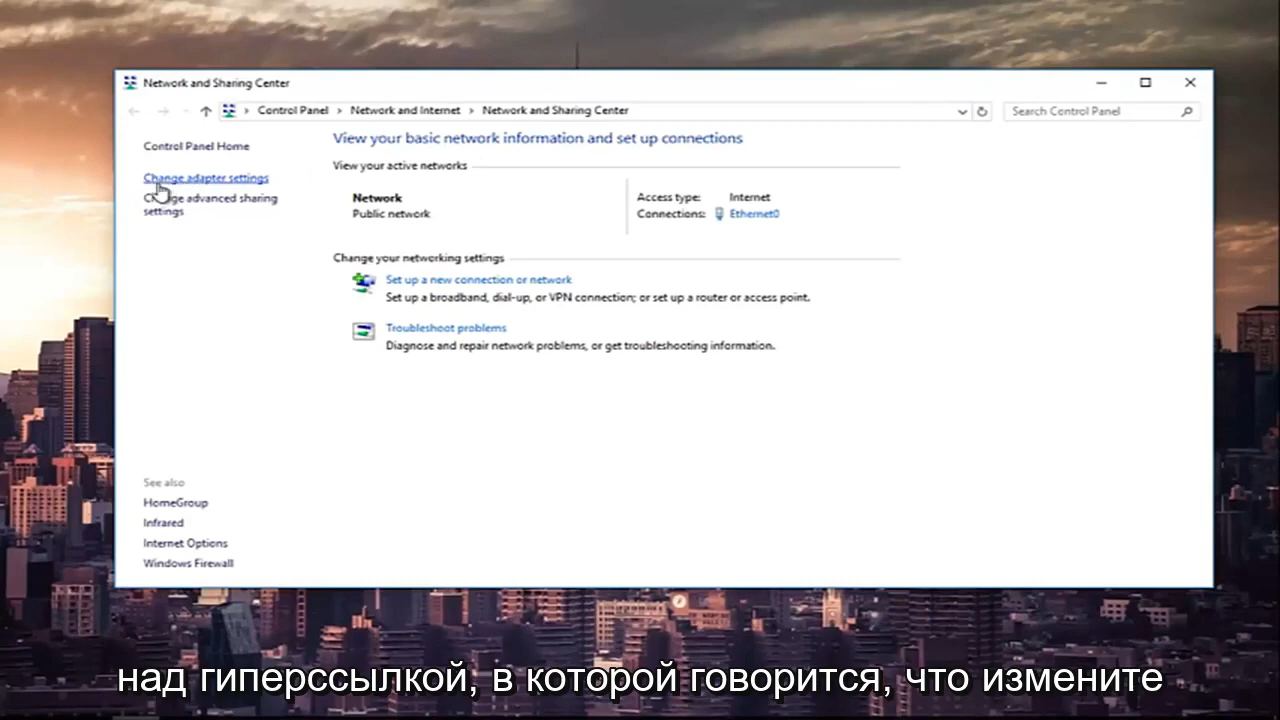 Network and Sharing Center
Control Panel > Network and Internet > Network and Sharing Center
Search Control Panel
Control Panel Home
Change adapter settings
Change advanced sharing
settings
View your basic network information and set up connections
View your active networks
Network
Public network
Access type: Internet
Connections: Ethernet0
Change your networking settings
Set up a new connection or network
Set up a broadband, dial-up, or VPN connection; or set up a router or access point.
Troubleshoot problems
Diagnose and repair network problems, or get troubleshooting information.
See also
HomeGroup
Infrared
Internet Options
Windows Firewall
над гиперссылкой, в которой говорится, что измените